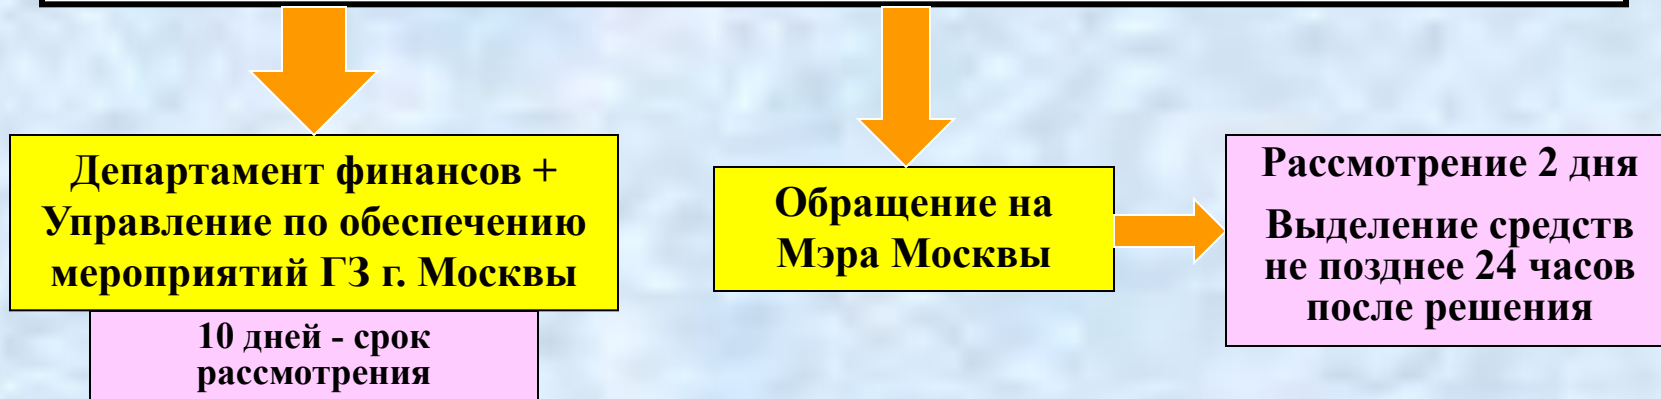 Департамент финансов +
Управление по обеспечению
мероприятий ГЗ г. Москвы
10 дней - срок
рассмотрения
Обращение на
Мэра Москвы
Рассмотрение 2 дня
Выделение средств
не позднее 24 часов
после решения